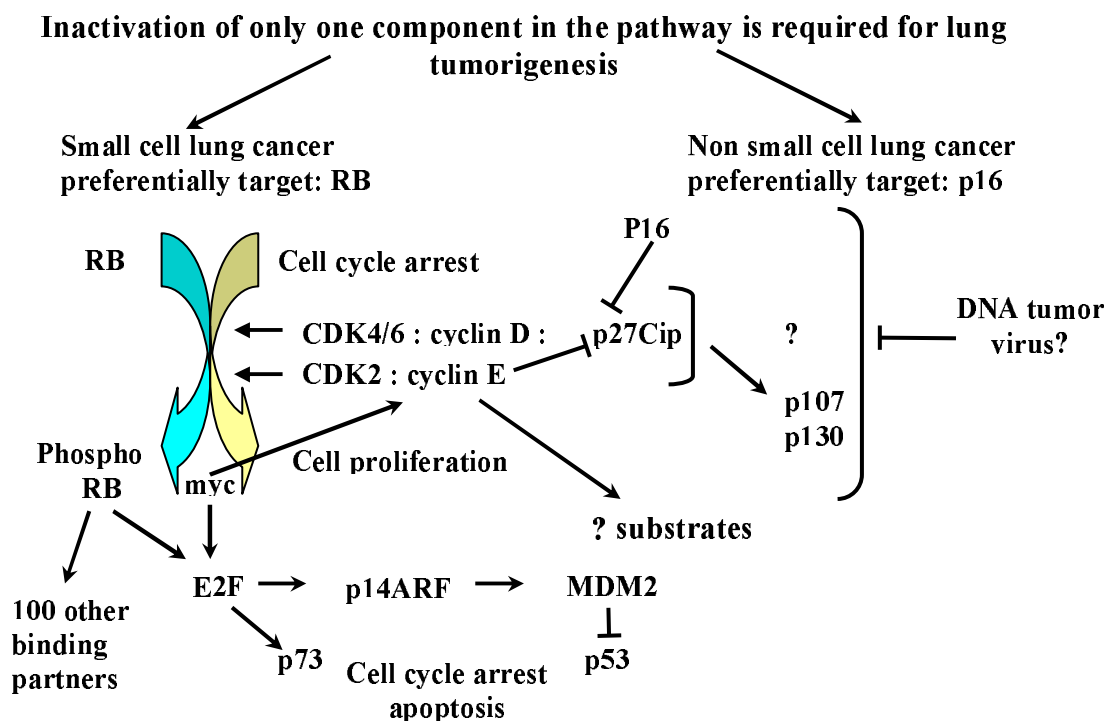 Inactivation of only one component in the pathway is required for lung
tumorigenesis
Small cell lung cancer
preferentially target: RB
Non small cell lung cancer
preferentially target: p16
P16
RB
Cell cycle arrest
DNA tumor
virus?
CDK4/6 : cyclin D :
p27Cip
?
CDK2 : cyclin E
p107
p130
Phospho
RB
Cell proliferation
myc
? substrates
E2F
p14ARF
MDM2
100 other
binding
partners
p73
Cell cycle arrest
apoptosis
p53